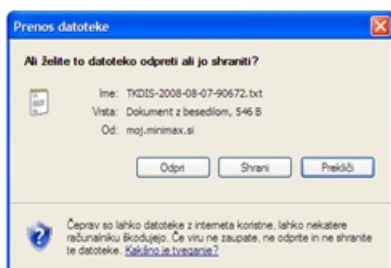 Prenos datoteke
Ali želite to datoteko odpreti ali jo shraniti?
Ime: TKDIS-2008-08-07-90672.txt
Vrsta: Dokument z besedilom, 546 B
Od: moj.minimax.si
Odpri Shrani Prekliči
Čeprav so lahko datoteke z interneta koristne, lahko nekatere
računalniku škodujejo. Če viru ne zaupate, ne odprite in ne shranite
te datoteke. Kakšno je tveganje?